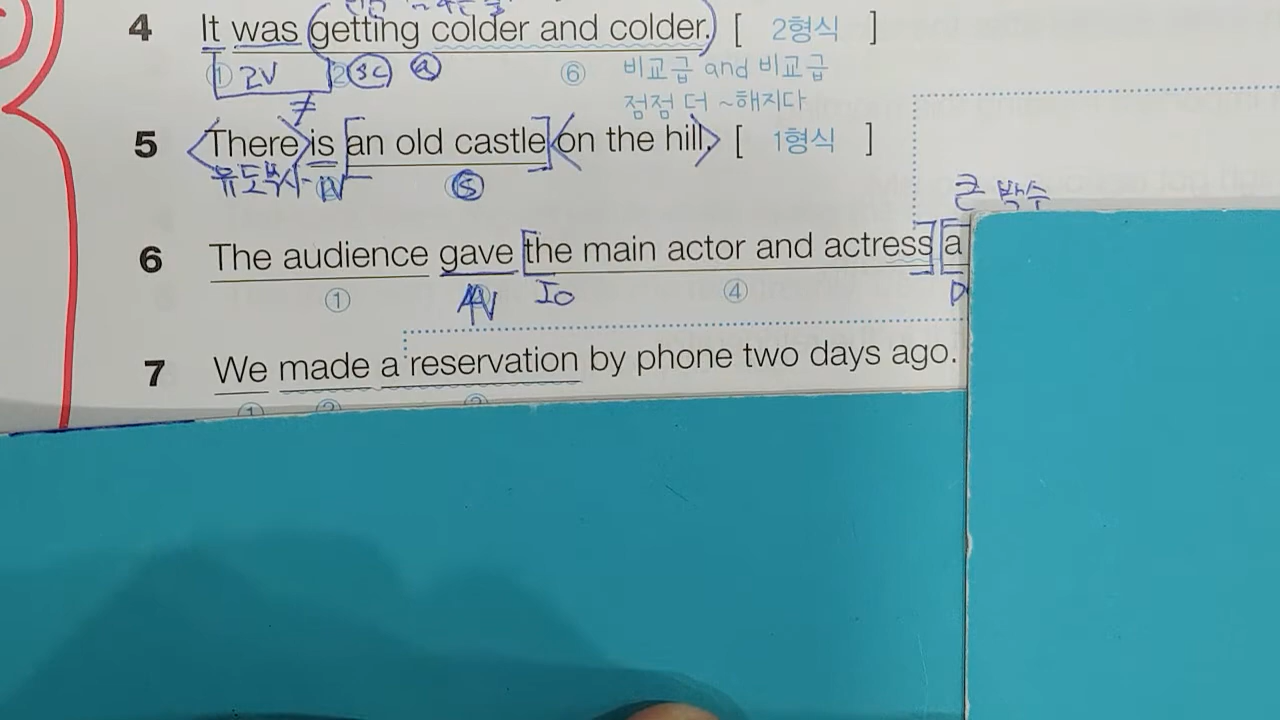 4 It was getting colder and colder. [ 2형식 ]
① 2V SC a ⑥ 비교급 and 비교급
≠ 점점 더 ~해지다
5 There is an old castle on the hill. [ 1형식 ]
유도부사 1V S
큰 박수
6 The audience gave the main actor and actress a
① 4V IO ④ D
7 We made a reservation by phone two days ago.